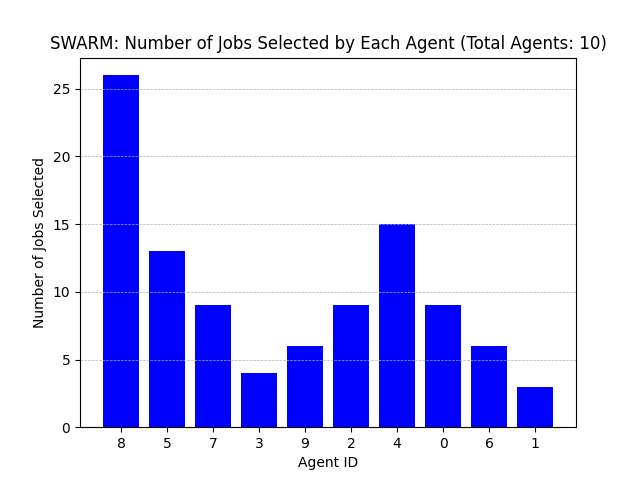 SWARM: Number of Jobs Selected by Each Agent (Total Agents: 10)
25
20
15
10
5
0
Number of Jobs Selected
8 5 7 3 9 2 4 0 6 1
Agent ID